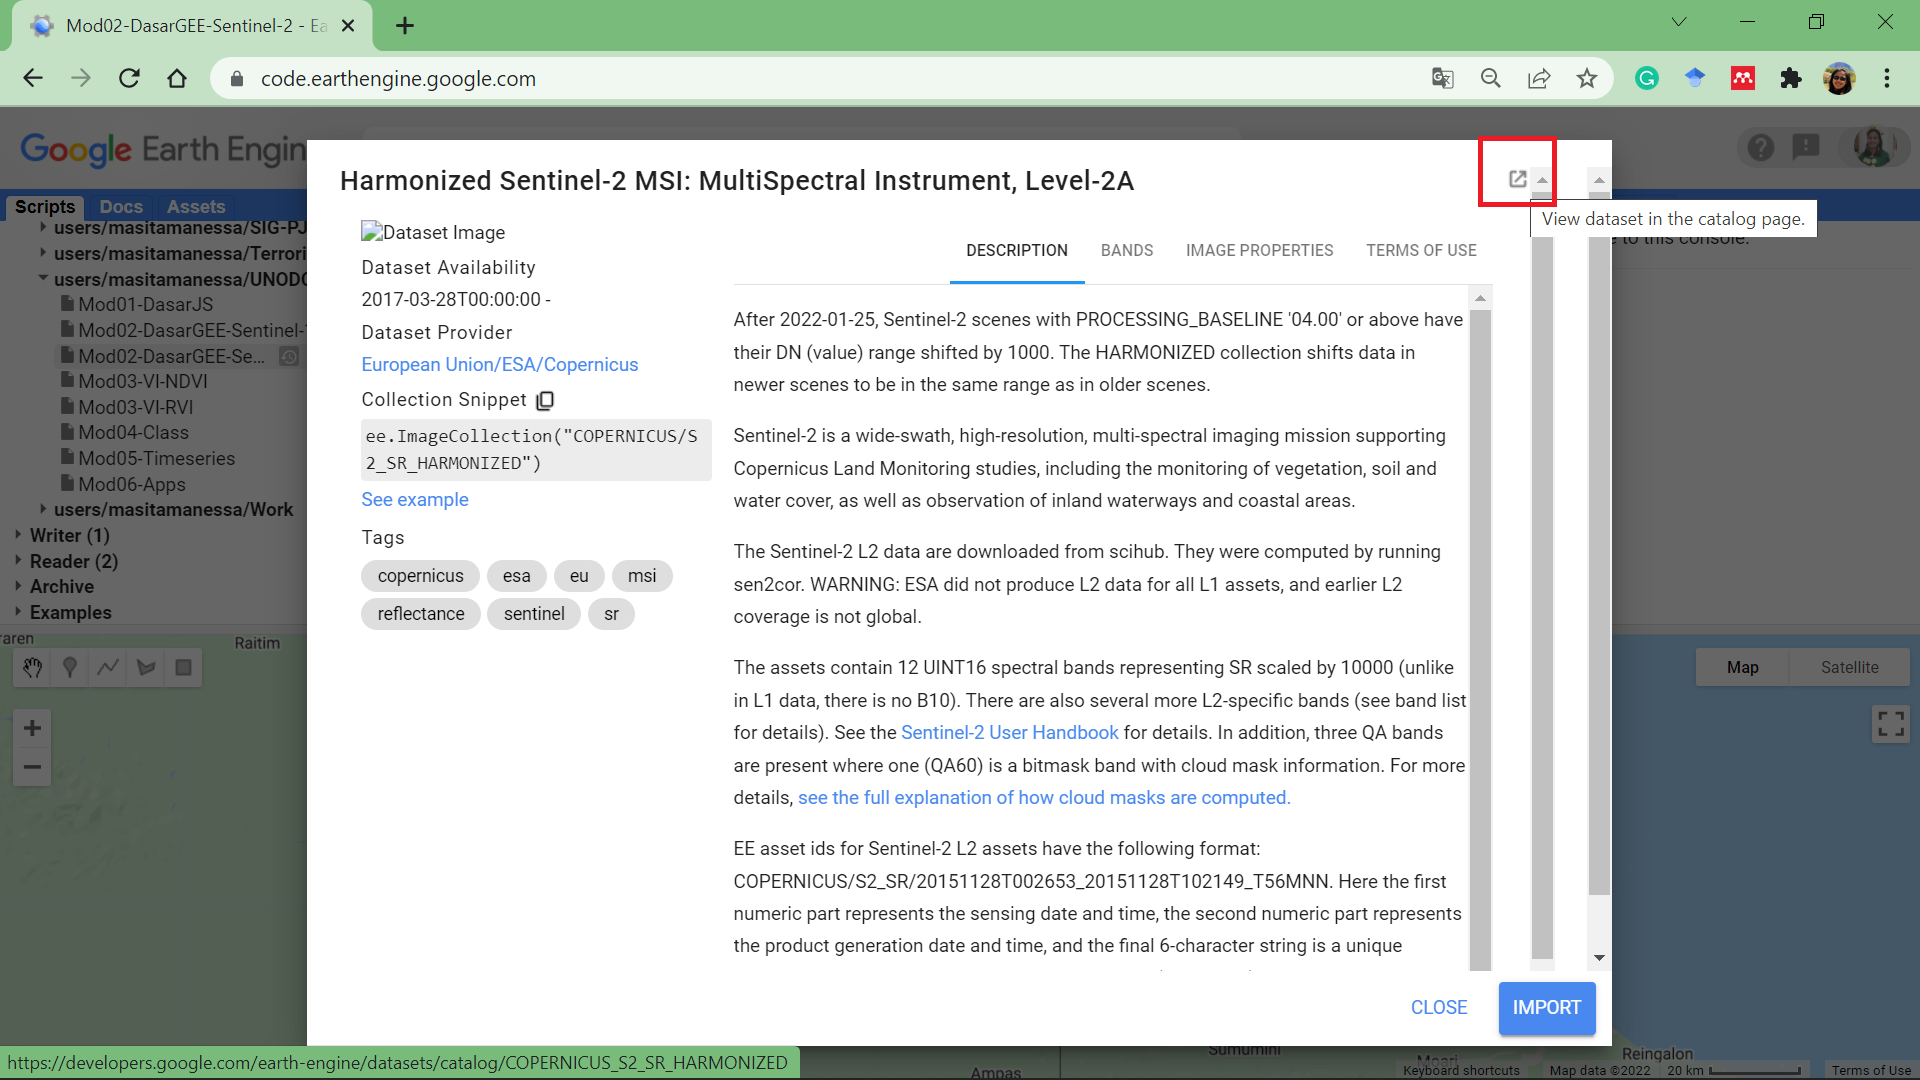 Mod02-DasarGEE-Sentinel-2 - Ea
code.earthengine.google.com
Google Earth Engin
Scripts Docs Assets
users/masitamanessa/SIG-PJ
users/masitamanessa/Terrori
users/masitamanessa/UNODC
Mod01-DasarJS
Mod02-DasarGEE-Sentinel-
Mod02-DasarGEE-Se...
Mod03-VI-NDVI
Mod03-VI-RVI
Mod04-Class
Mod05-Timeseries
Mod06-Apps
users/masitamanessa/Work
Writer (1)
Reader (2)
Archive
Examples
Harmonized Sentinel-2 MSI: MultiSpectral Instrument, Level-2A
View dataset in the catalog page.
to this console.
Dataset Image
Dataset Availability
2017-03-28T00:00:00 -
Dataset Provider
European Union/ESA/Copernicus
Collection Snippet
ee.ImageCollection("COPERNICUS/S
2_SR_HARMONIZED")
See example
Tags
copernicus esa eu msi
reflectance sentinel sr
DESCRIPTION BANDS IMAGE PROPERTIES TERMS OF USE
After 2022-01-25, Sentinel-2 scenes with PROCESSING_BASELINE '04.00' or above have
their DN (value) range shifted by 1000. The HARMONIZED collection shifts data in
newer scenes to be in the same range as in older scenes.
Sentinel-2 is a wide-swath, high-resolution, multi-spectral imaging mission supporting
Copernicus Land Monitoring studies, including the monitoring of vegetation, soil and
water cover, as well as observation of inland waterways and coastal areas.
The Sentinel-2 L2 data are downloaded from scihub. They were computed by running
sen2cor. WARNING: ESA did not produce L2 data for all L1 assets, and earlier L2
coverage is not global.
The assets contain 12 UINT16 spectral bands representing SR scaled by 10000 (unlike
in L1 data, there is no B10). There are also several more L2-specific bands (see band list
for details). See the Sentinel-2 User Handbook for details. In addition, three QA bands
are present where one (QA60) is a bitmask band with cloud mask information. For more
details, see the full explanation of how cloud masks are computed.
EE asset ids for Sentinel-2 L2 assets have the following format:
COPERNICUS/S2_SR/20151128T002653_20151128T102149_T56MNN. Here the first
numeric part represents the sensing date and time, the second numeric part represents
the product generation date and time, and the final 6-character string is a unique
CLOSE IMPORT
raren
Raitim
Map Satellite
https://developers.google.com/earth-engine/datasets/catalog/COPERNICUS_S2_SR_HARMONIZED
Sumumini
Ampas
Moari
Reingalon
Keyboard shortcuts Map data ©2022 20 km Terms of Use